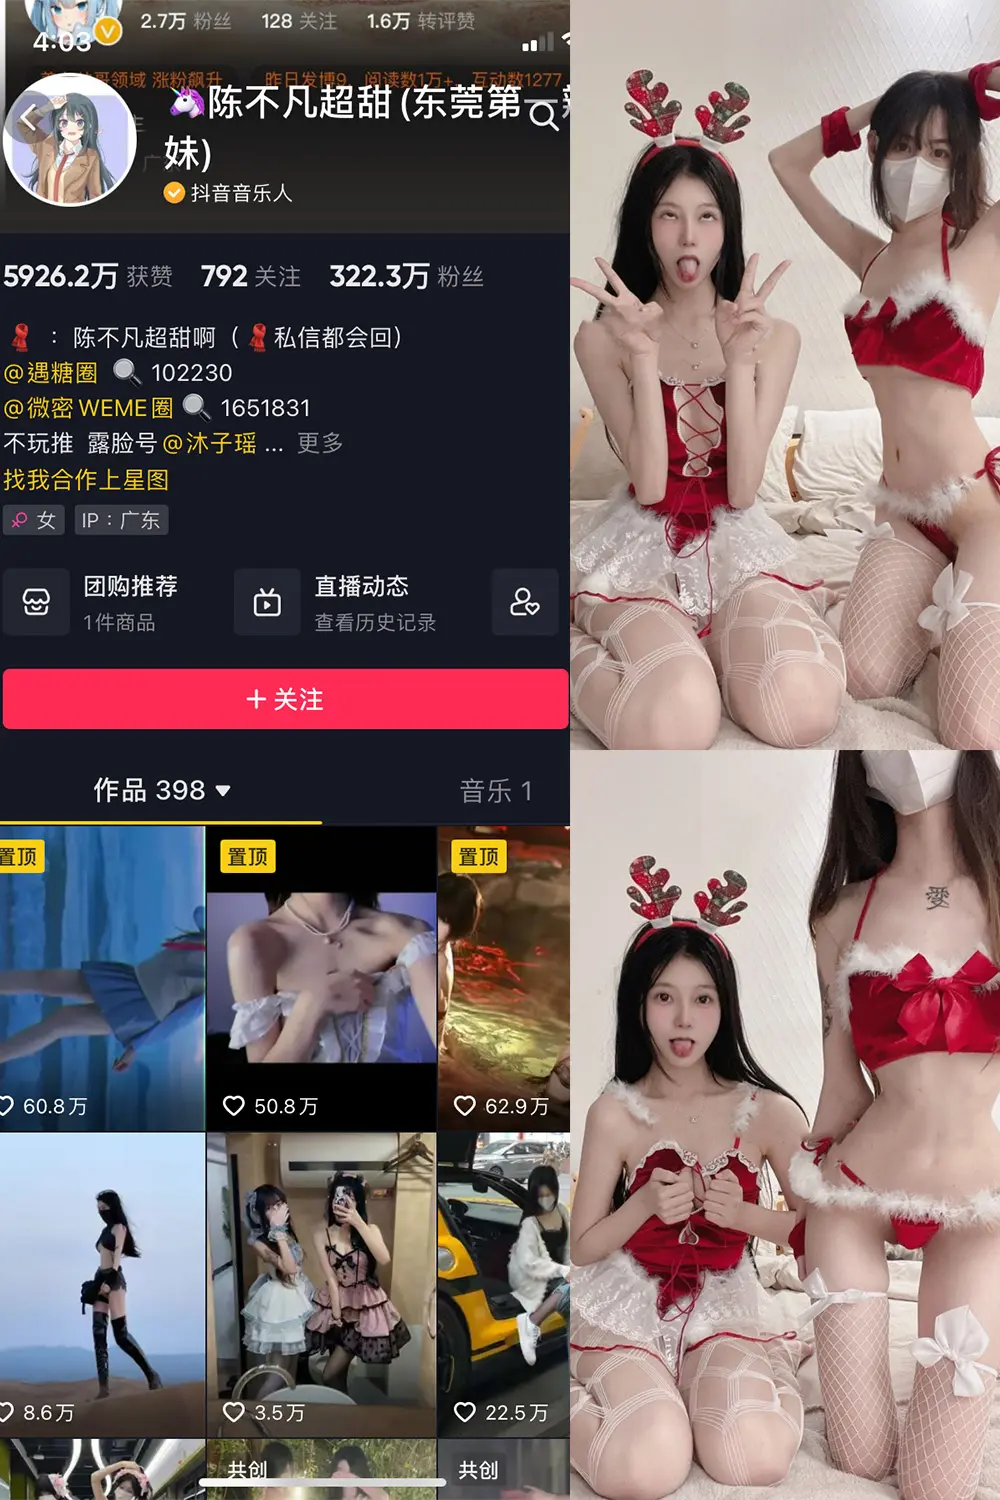 2.7万 粉丝 128 关注 1.6万 转评赞
4:03
领域 涨粉飙升 昨日发博9, 阅读数1万+, 互动数1277
陈不凡超甜 (东莞第一
妹)
抖音音乐人
5926.2万 获赞 792 关注 322.3万 粉丝
： 陈不凡超甜啊（ 私信都会回）
@遇糖圈 102230
@微密WEME圈 1651831
不玩推 露脸号@沐子瑶 ... 更多
找我合作上星图
女 IP：广东
团购推荐 直播动态
1件商品 查看历史记录
+ 关注
作品 398 音乐 1
置顶 置顶 置顶
60.8万 50.8万 62.9万
8.6万 3.5万 22.5万
共创 共创
愛